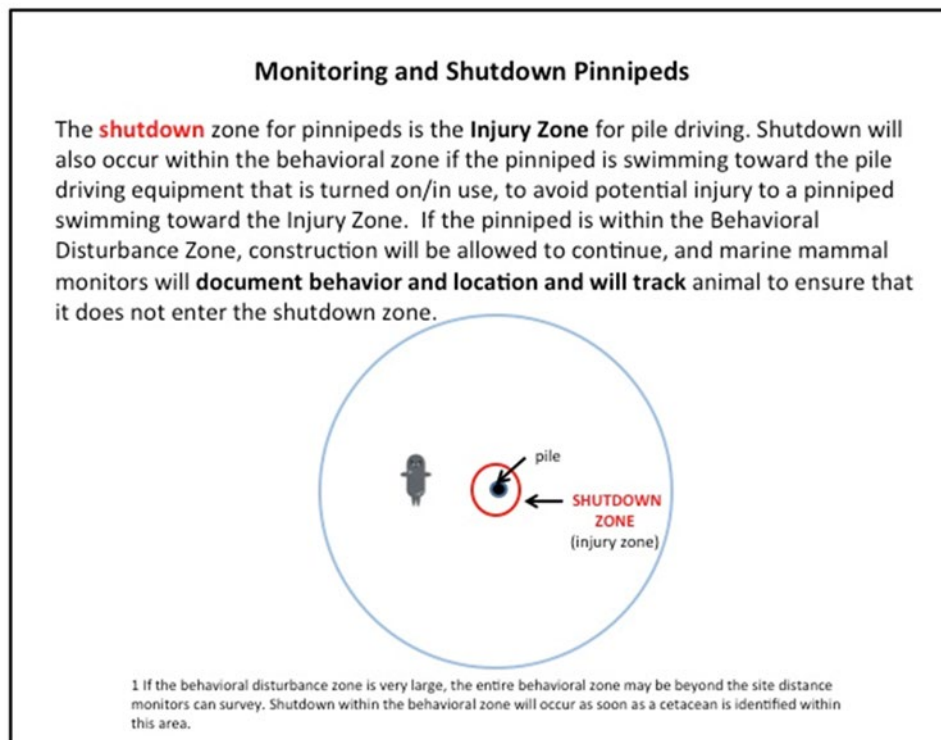 Monitoring and Shutdown Pinnipeds
The shutdown zone for pinnipeds is the Injury Zone for pile driving. Shutdown will
also occur within the behavioral zone if the pinniped is swimming toward the pile
driving equipment that is turned on/in use, to avoid potential injury to a pinniped
swimming toward the Injury Zone.  If the pinniped is within the Behavioral
Disturbance Zone, construction will be allowed to continue, and marine mammal
monitors will document behavior and location and will track animal to ensure that
it does not enter the shutdown zone.
pile
SHUTDOWN
ZONE
(injury zone)
1 If the behavioral disturbance zone is very large, the entire behavioral zone may be beyond the site distance
monitors can survey. Shutdown within the behavioral zone will occur as soon as a cetacean is identified within
this area.